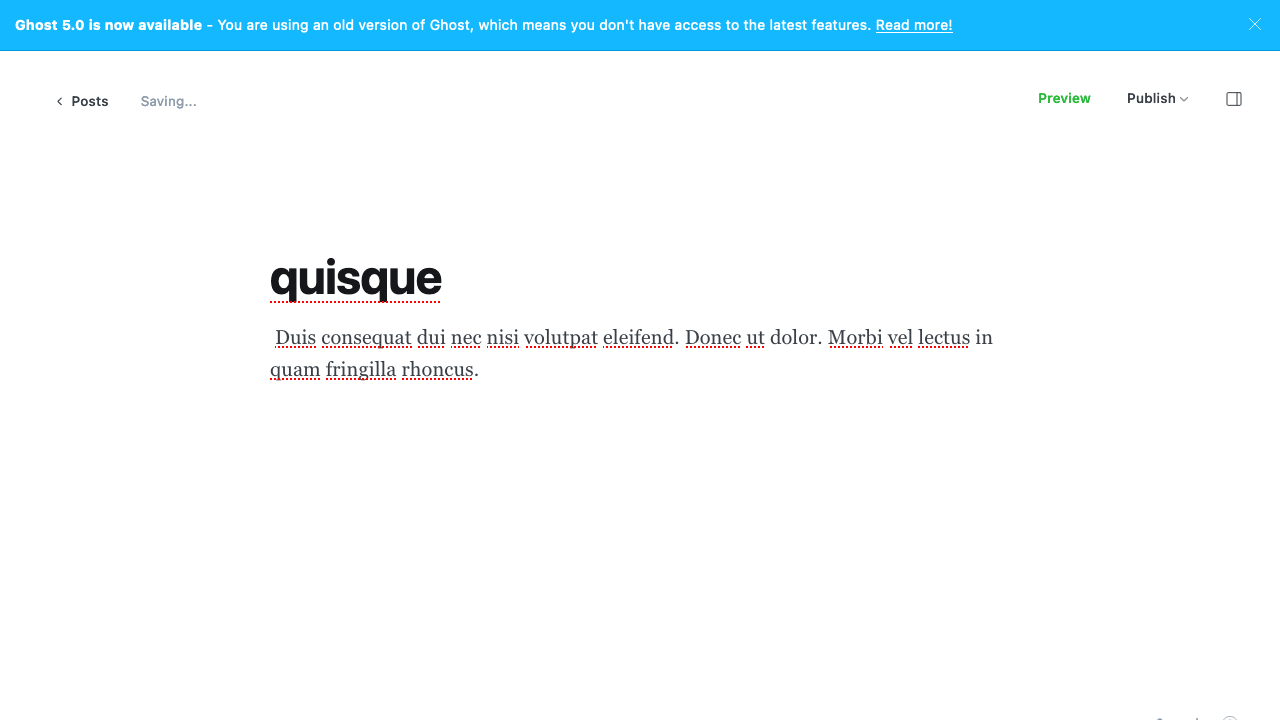 Ghost 5.0 is now available - You are using an old version of Ghost, which means you don't have access to the latest features. Read more!
Posts
Saving...
Preview
Publish
quisque
Duis consequat dui nec nisi volutpat eleifend. Donec ut dolor. Morbi vel lectus in
quam fringilla rhoncus.